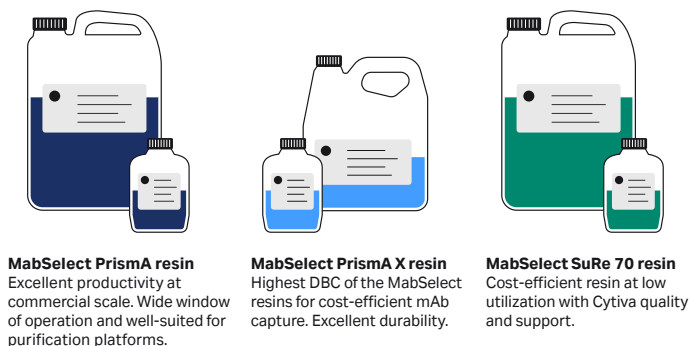 MabSelect PrismA resin
Excellent productivity at
commercial scale. Wide window
of operation and well-suited for
purification platforms.
MabSelect PrismA X resin
Highest DBC of the MabSelect
resins for cost-efficient mAb
capture. Excellent durability.
MabSelect SuRe 70 resin
Cost-efficient resin at low
utilization with Cytiva quality
and support.